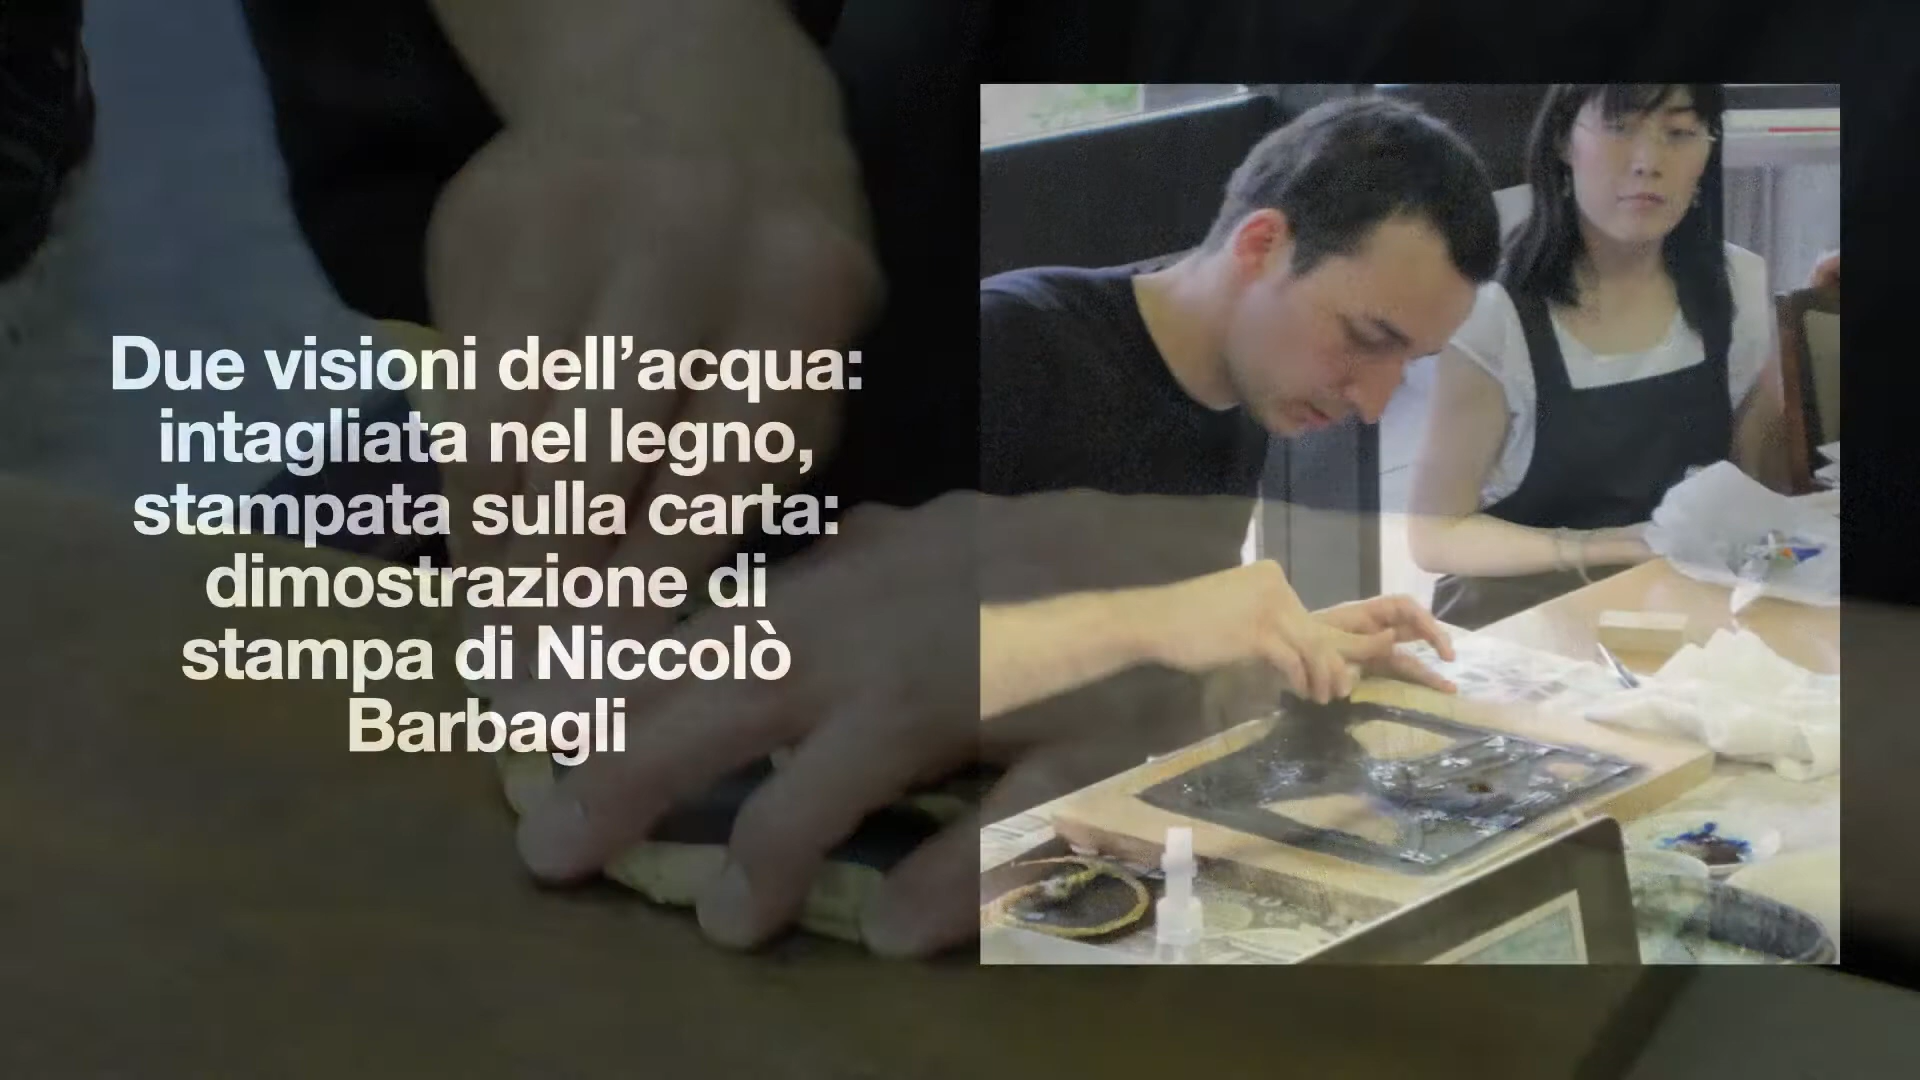 Due visioni dell’acqua:
intagliata nel legno,
stampata sulla carta:
dimostrazione di
stampa di Niccolò
Barbagli